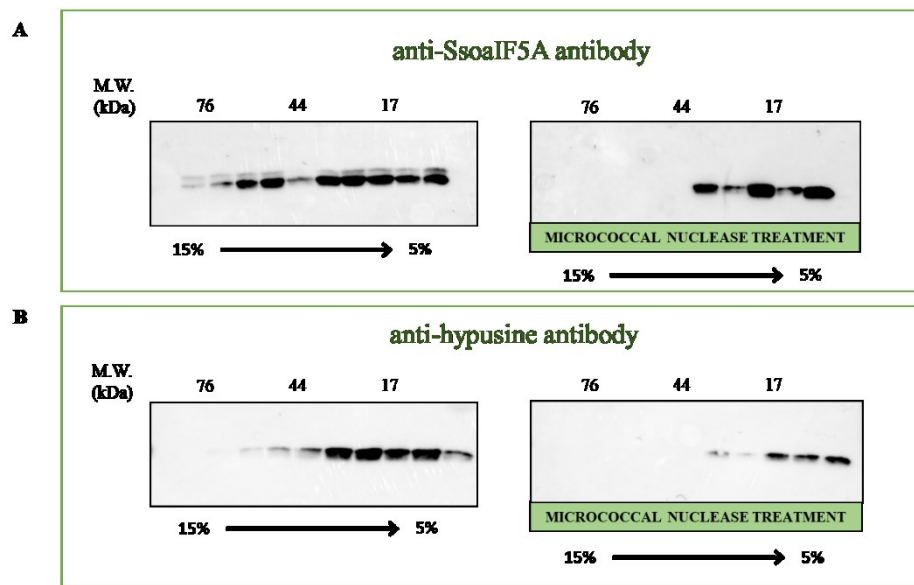 A
anti-SsoaIF5A antibody
M.W.
(kDa)
76 44 17
76 44 17
MICROCOCCAL NUCLEASE TREATMENT
15% 5%
15% 5%
B
anti-hypusine antibody
M.W.
(kDa)
76 44 17
76 44 17
MICROCOCCAL NUCLEASE TREATMENT
15% 5%
15% 5%